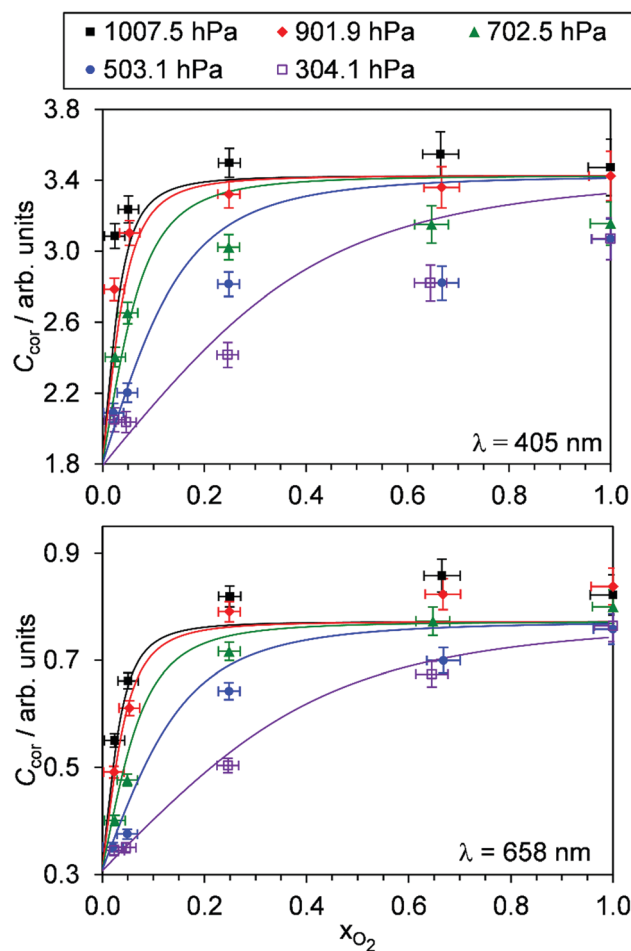 1007.5 hPa 901.9 hPa 702.5 hPa
503.1 hPa 304.1 hPa
3.8
3.4
3.0
2.6
2.2
1.8
C_cor / arb. units
λ = 405 nm
0.0 0.2 0.4 0.6 0.8 1.0
0.9
0.7
0.5
0.3
C_cor / arb. units
λ = 658 nm
0.0 0.2 0.4 0.6 0.8 1.0
x_O₂